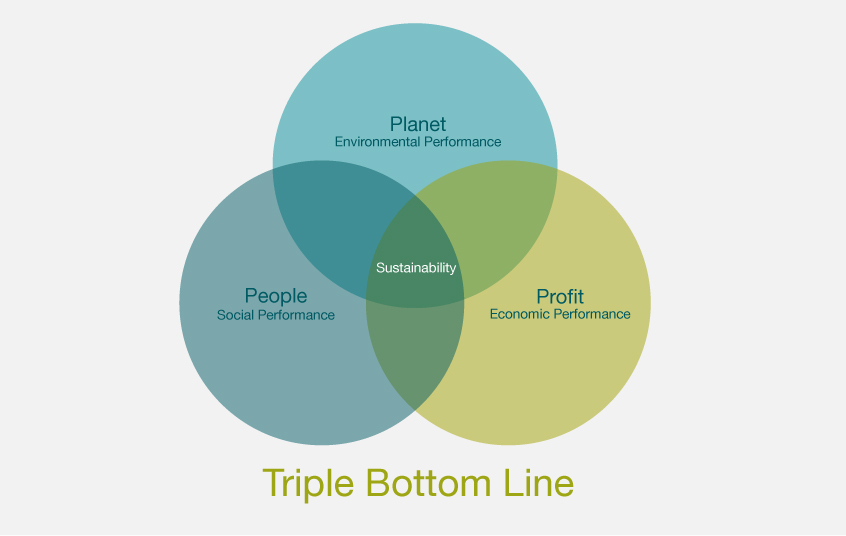 Planet
Environmental Performance
Sustainability
People
Social Performance
Profit
Economic Performance
Triple Bottom Line